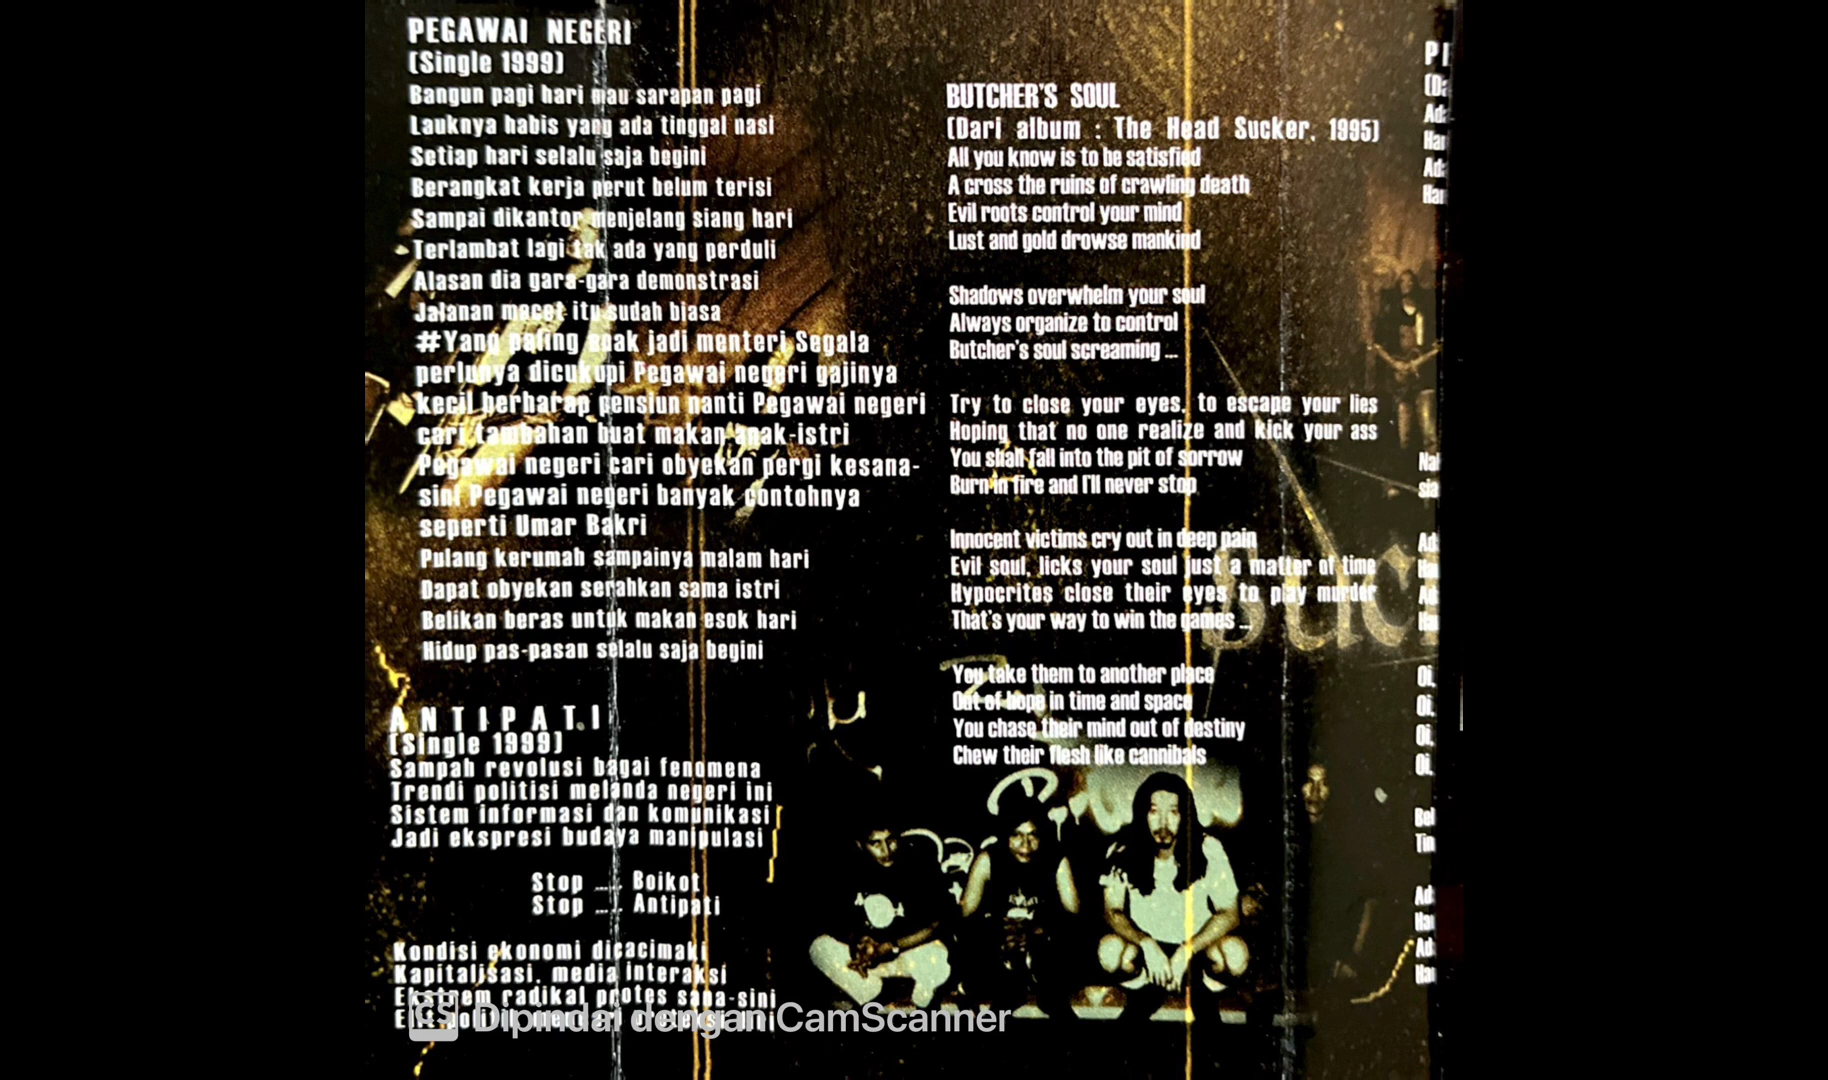 PEGAWAI NEGERI
(Single 1999)
Bangun pagi hari mau sarapan pagi
Lauknya habis yang ada tinggal nasi
Setiap hari selalu saja begini
Berangkat kerja perut belum terisi
Sampai dikantor menjelang siang hari
Terlambat lagi tak ada yang perduli
Alasan dia gara-gara demonstrasi
Jalanan macet itu sudah biasa
#Yang paling enak jadi menteri Segala
perlunya dicukupi Pegawai negeri gajinya
kecil berharap pensiun nanti Pegawai negeri
cari tambahan buat makan anak-istri
Pegawai negeri cari obyekan pergi kesana-
sini Pegawai negeri banyak contohnya
seperti Umar Bakri
Pulang kerumah sampainya malam hari
Dapat obyekan serahkan sama istri
Belikan beras untuk makan esok hari
Hidup pas-pasan selalu saja begini
ANTIPATI
(Single 1999)
Sampah revolusi bagai fenomena
Trendi politisi melanda negeri ini
Sistem informasi dan komunikasi
Jadi ekspresi budaya manipulasi
Stop ..... Boikot
Stop ..... Antipati
Kondisi ekonomi dicacimaki
Kapitalisasi, media interaksi
Ekstrem radikal protes sana-sini
BUTCHER'S SOUL
(Dari album : The Head Sucker, 1995)
All you know is to be satisfied
A cross the ruins of crawling death
Evil roots control your mind
Lust and gold drowse mankind
Shadows overwhelm your soul
Always organize to control
Butcher's soul screaming ...
Try to close your eyes, to escape your lies
Hoping that no one realize and kick your ass
You shall fall into the pit of sorrow
Burn in fire and I'll never stop
Innocent victims cry out in deep pain
Evil soul, licks your soul just a matter of time
Hypocrites close their eyes to play murder
That's your way to win the games ...
You take them to another place
Out of hope in time and space
You chase their mind out of destiny
Chew their flesh like cannibals
suc
CS Dipindai dengan CamScanner